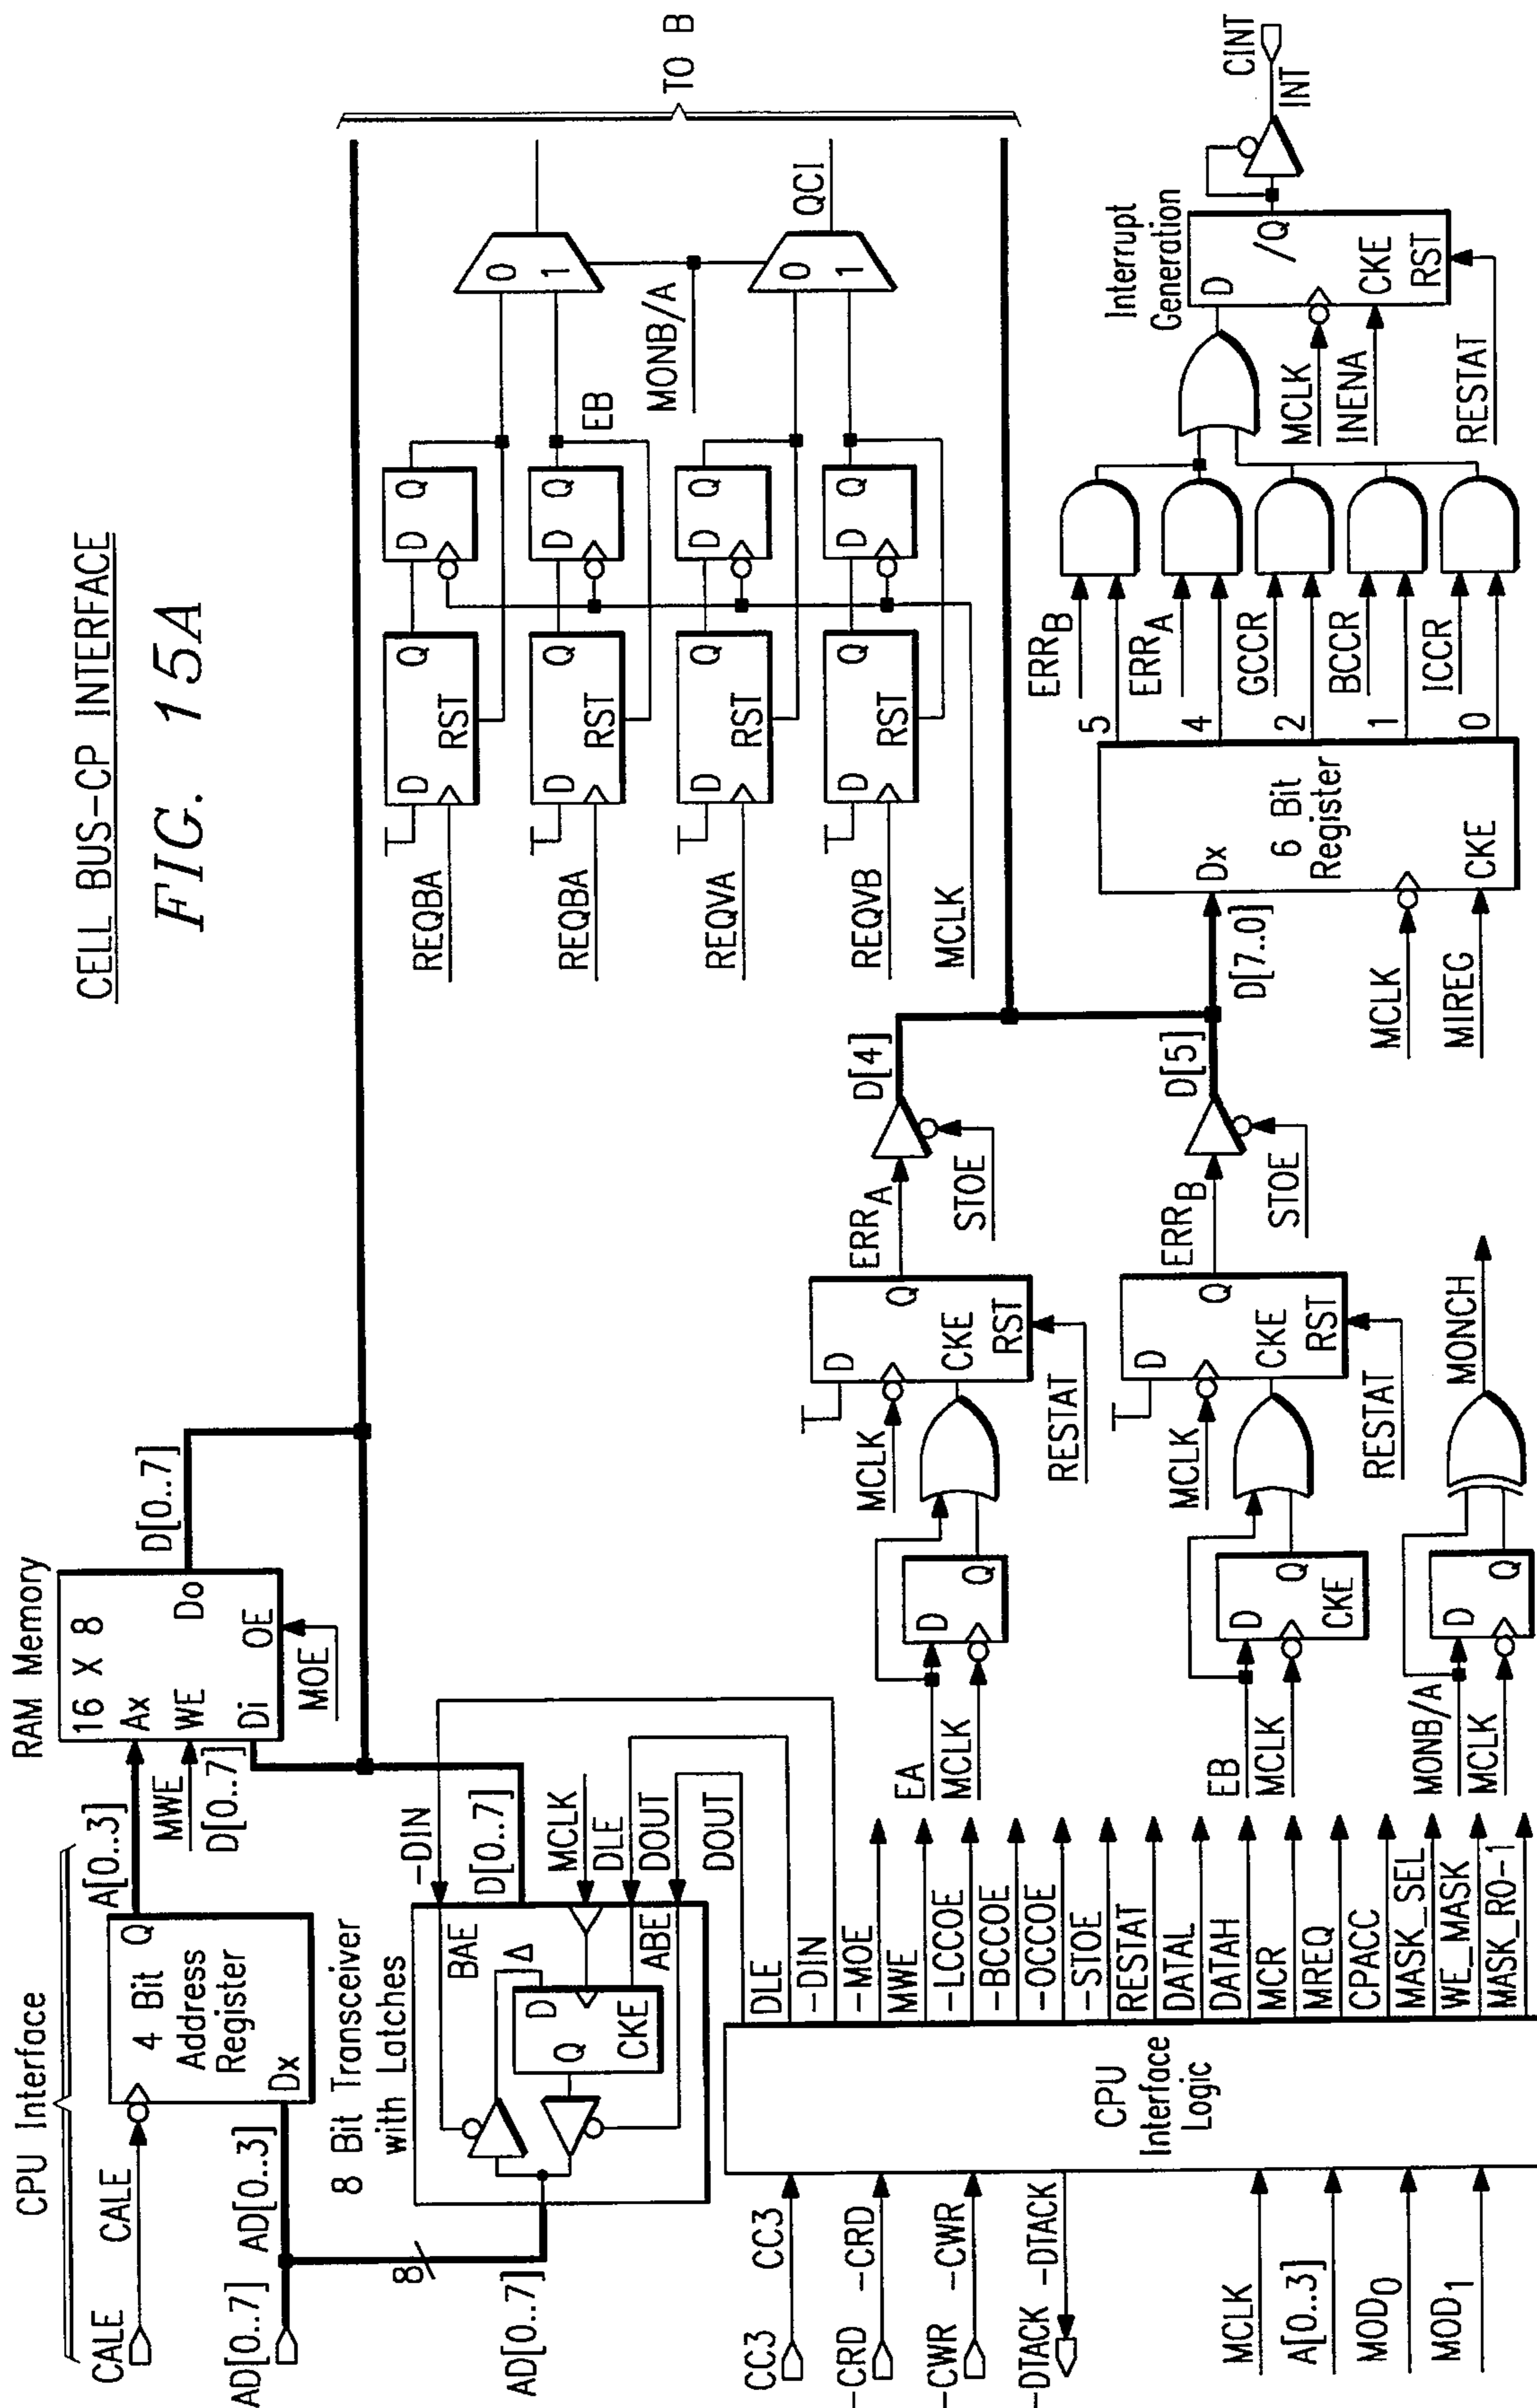 CELL BUS-CP INTERFACE
FIG. 15A
CPU Interface
CALE
CALE
AD[0..7]
AD[0..3]
4 Bit
Address
Register
Dx
Q
A[0..3]
MWE
D[0..7]
RAM Memory
16 X 8
Ax
WE
Di
Do
OE
MOE
D[0..7]
8
AD[0..7]
8 Bit Transceiver
with Latches
BAE
Δ
D
Q
CKE
ABE
-DIN
D[0..7]
MCLK
DLE
DOUT
DOUT
CC3
CC3
-CRD
-CRD
-CWR
-CWR
-DTACK
-DTACK
MCLK
A[0..3]
MOD0
MOD1
CPU
Interface
Logic
DLE
-DIN
-MOE
MWE
-LCCOE
-BCCOE
-OCCOE
-STOE
RESTAT
DATAL
DATAH
MCR
MREQ
CPACC
MASK_SEL
WE_MASK
MASK_R0-1
EA
MCLK
D
Q
MCLK
D
Q
CKE
RST
RESTAT
ERRA
STOE
D[4]
EB
MCLK
D
Q
CKE
MCLK
D
Q
CKE
RST
RESTAT
ERRB
STOE
D[5]
MONB/A
MCLK
D
Q
MONCH
REQBA
D
Q
RST
D
Q
REQBA
D
Q
RST
D
Q
EB
REQVA
D
Q
RST
D
Q
REQVB
D
Q
RST
D
Q
MCLK
0
1
MONB/A
0
1
QCI
TO B
D[7..0]
MCLK
MIREG
Dx
6 Bit
Register
CKE
5
4
2
1
0
ERRB
ERRA
GCCR
BCCR
ICCR
Interrupt
Generation
D
/Q
CKE
RST
MCLK
INENA
RESTAT
INT
CINT